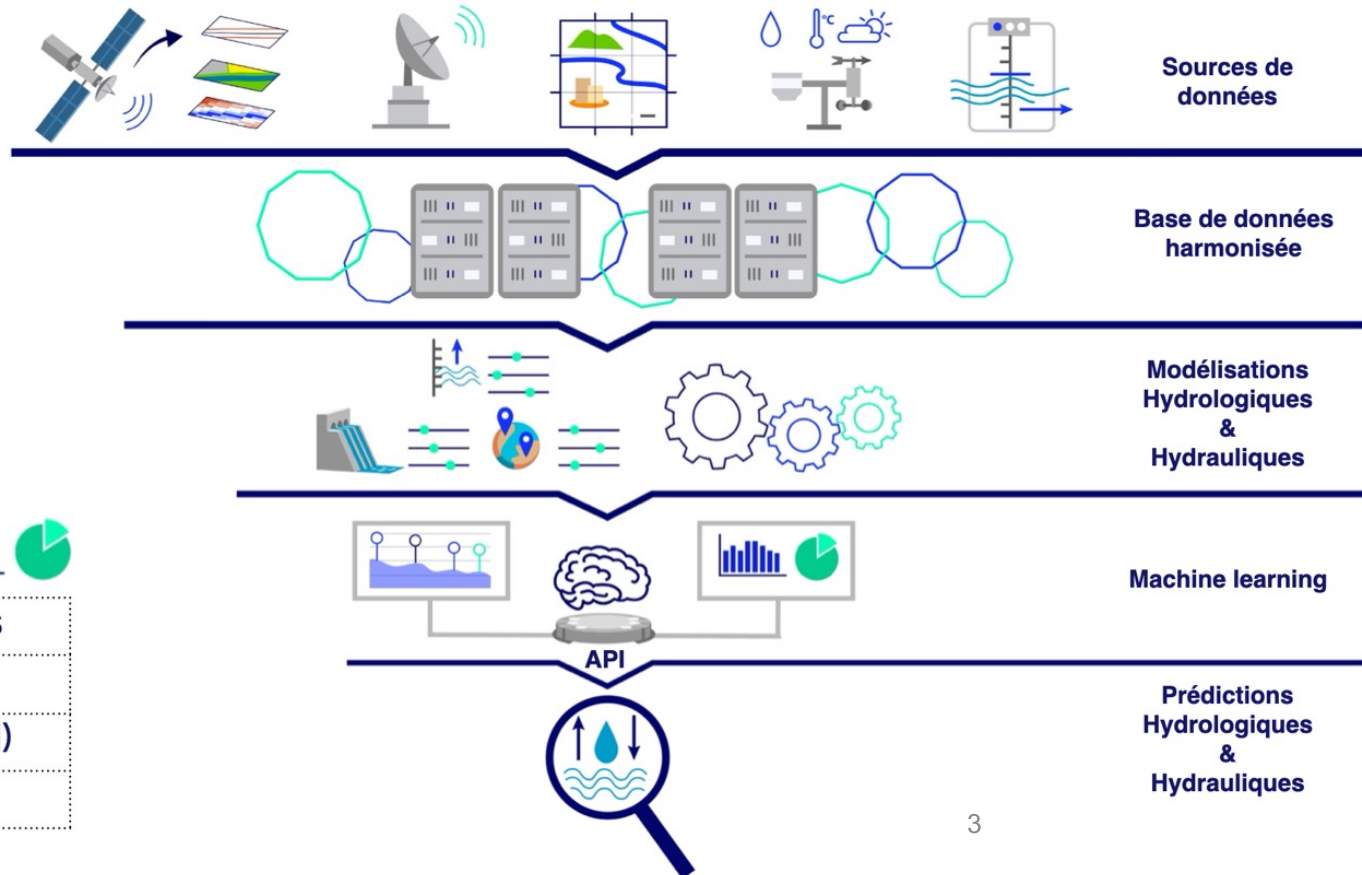 °C
Sources de
données
Base de données
harmonisée
Modélisations
Hydrologiques
&
Hydrauliques
Machine learning
API
Prédictions
Hydrologiques
&
Hydrauliques
3